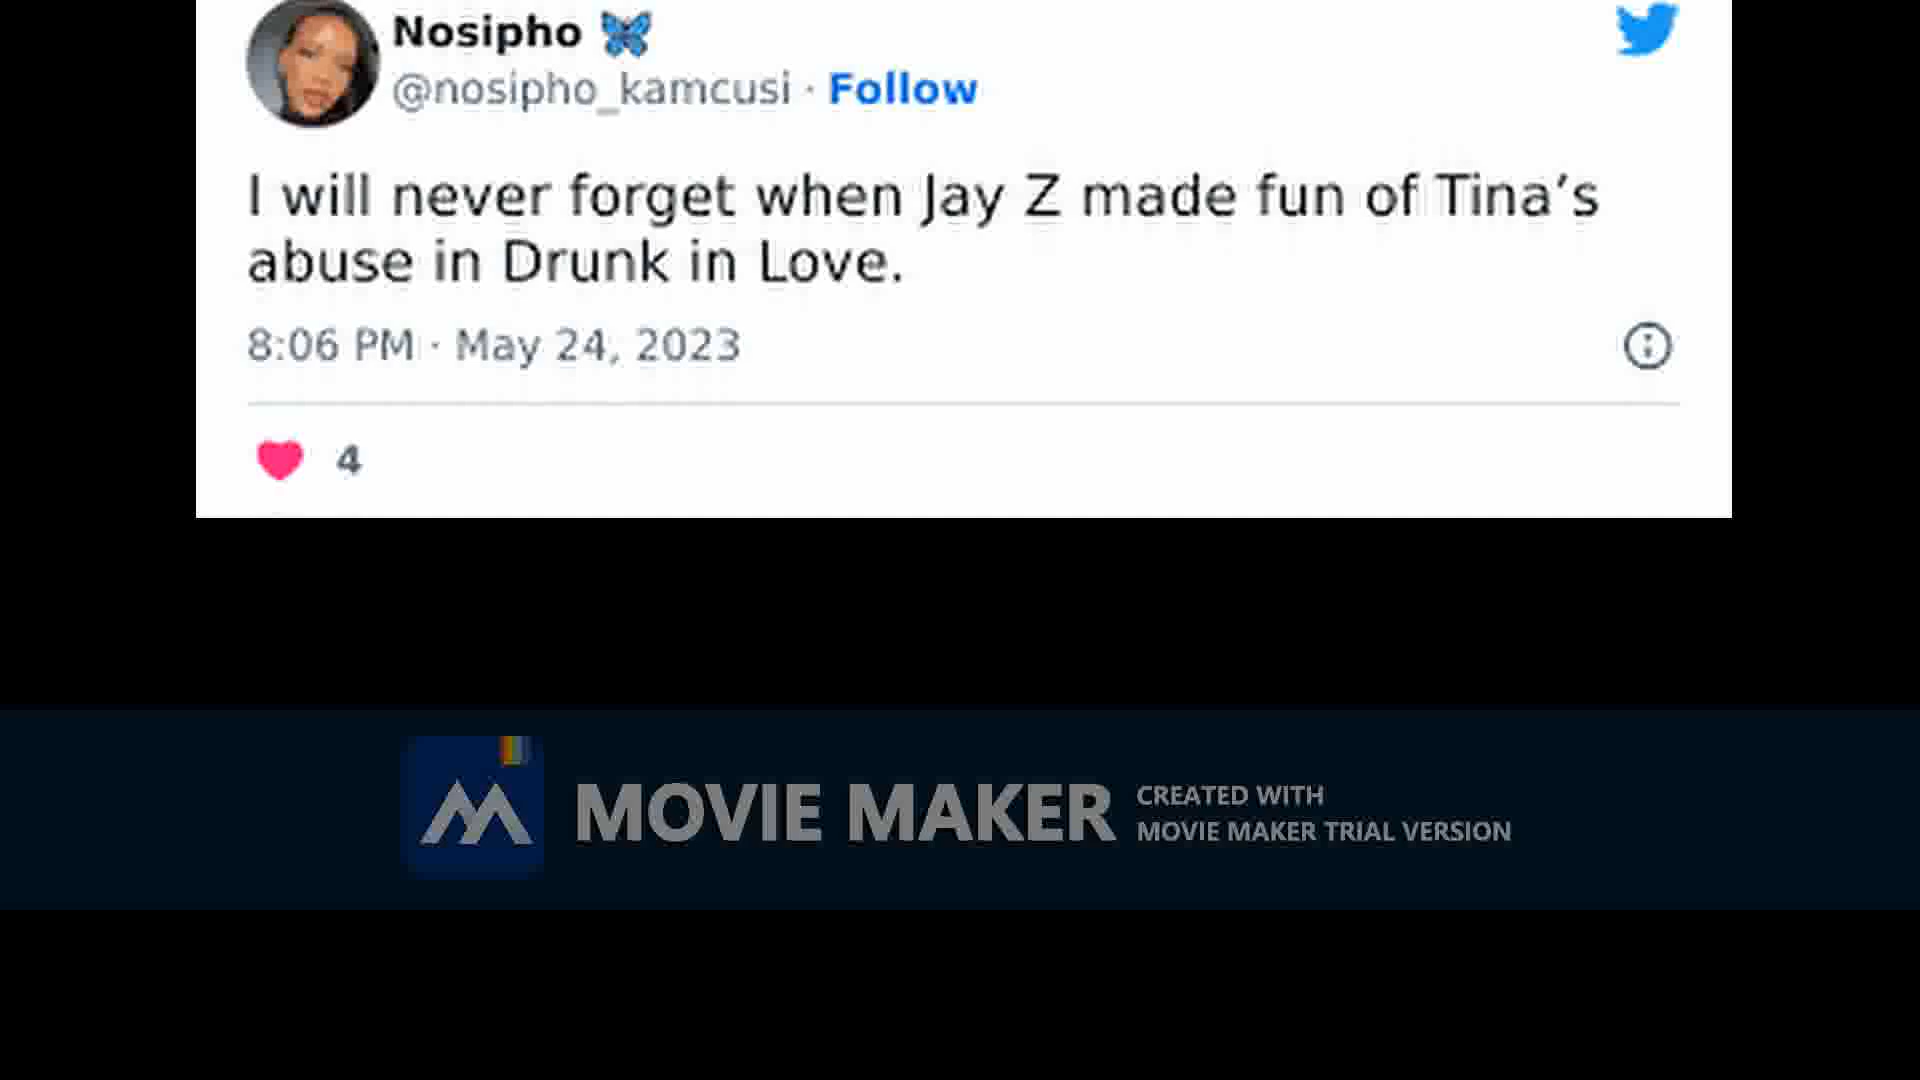 Nosipho 🦋
@nosipho_kamcusi · Follow
I will never forget when Jay Z made fun of Tina’s
abuse in Drunk in Love.
8:06 PM · May 24, 2023
4
MOVIE MAKER
CREATED WITH
MOVIE MAKER TRIAL VERSION